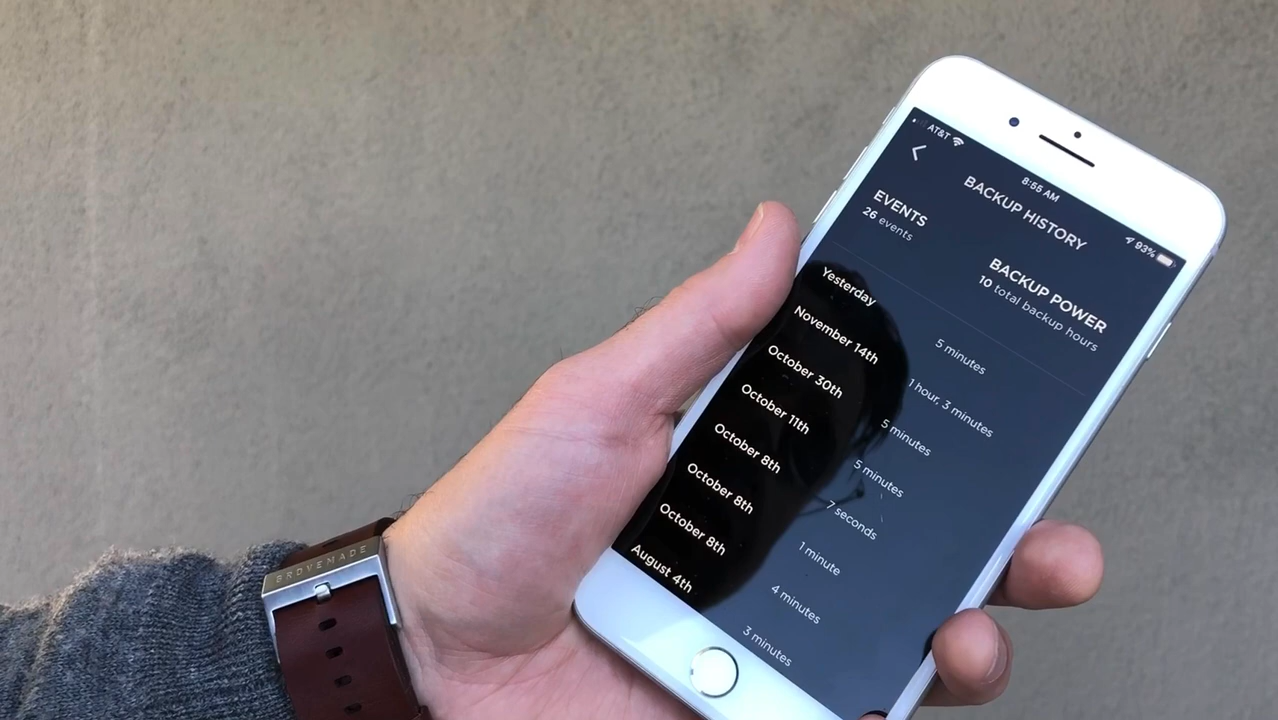 AT&T
8:55 AM
93%
BACKUP HISTORY
EVENTS
26 events
BACKUP POWER
10 total backup hours
Yesterday 5 minutes
November 14th 1 hour, 3 minutes
October 30th 5 minutes
October 11th 5 minutes
October 8th 7 seconds
October 8th 1 minute
October 8th 4 minutes
August 4th 3 minutes
GROVEMADE